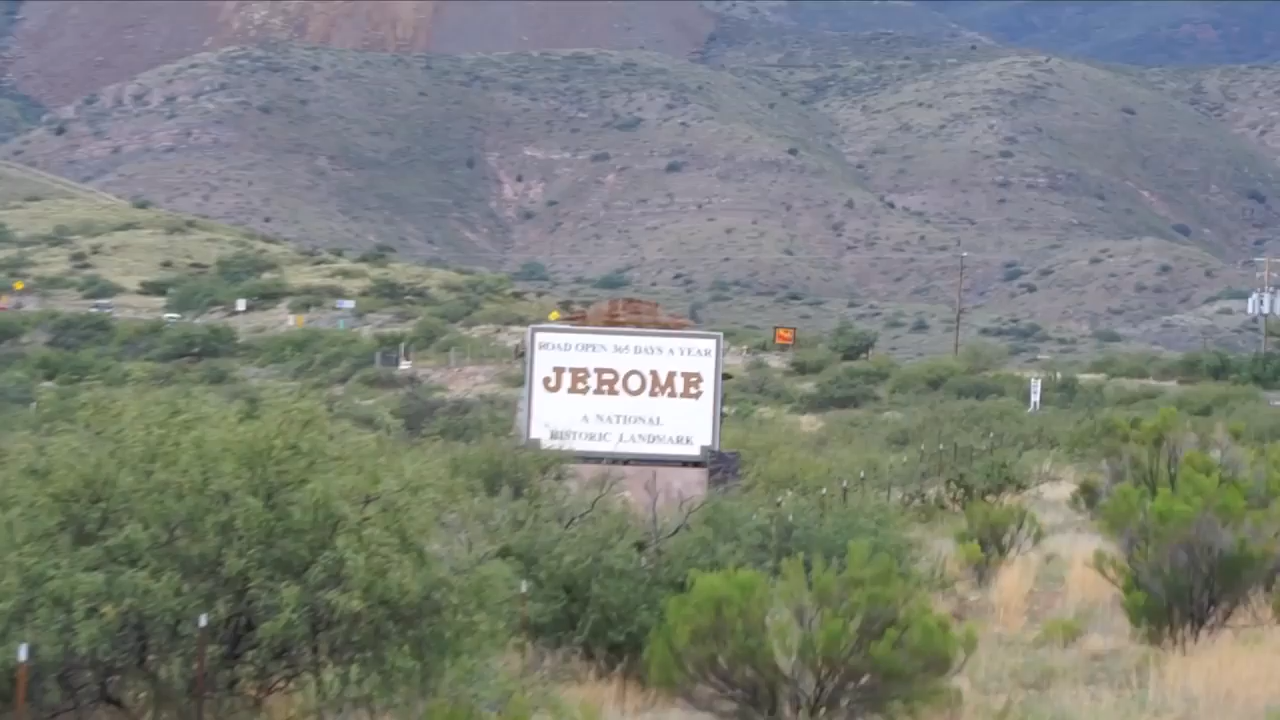 ROAD OPEN 365 DAYS A YEAR
JEROME
A NATIONAL
HISTORIC LANDMARK